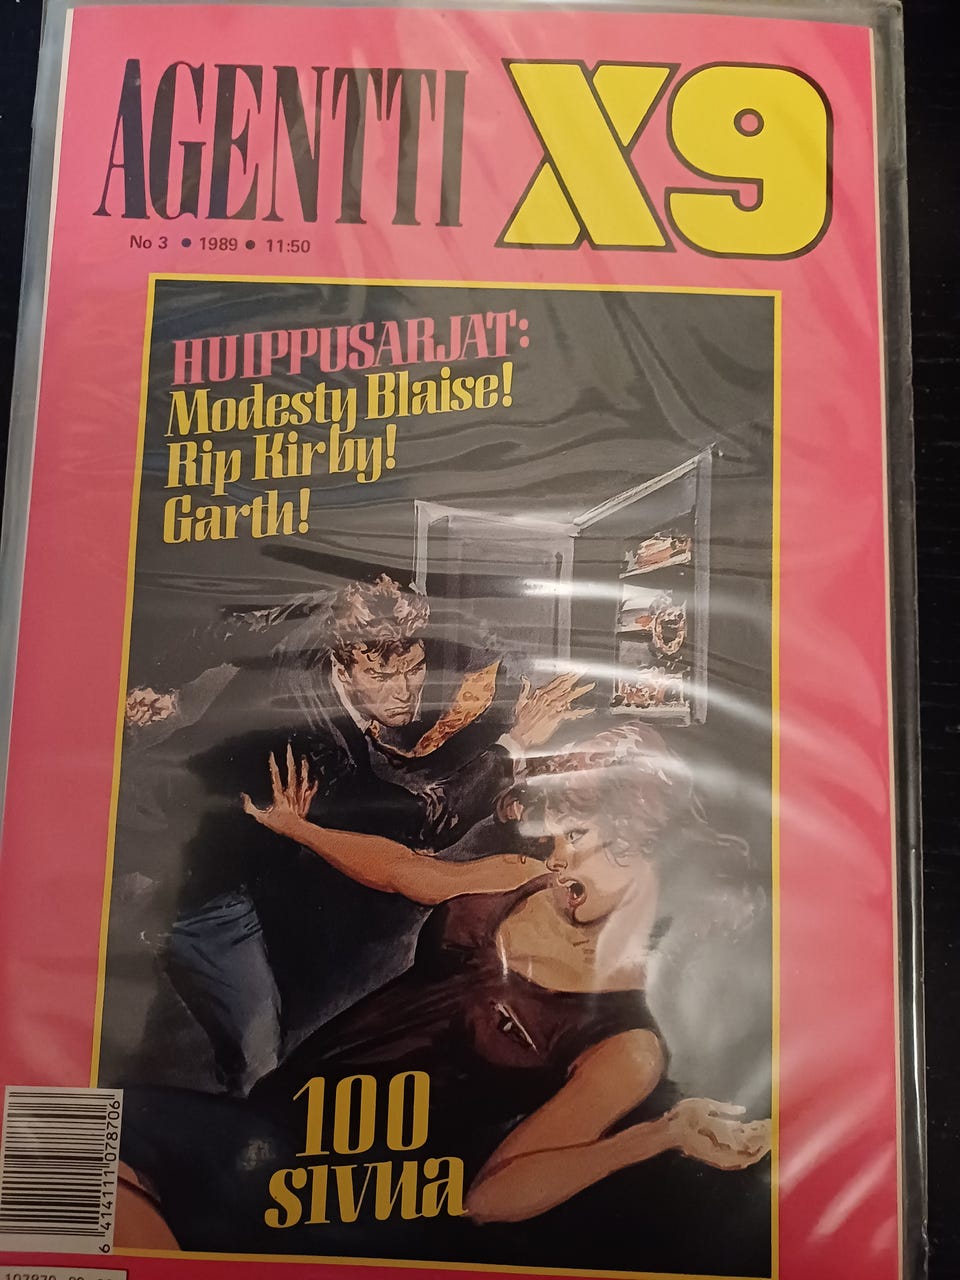 AGENTTI X9
No 3 • 1989 • 11:50
HUIPPUSARJAT:
Modesty Blaise!
Rip Kirby!
Garth!
100
sivua
6 414111 078706